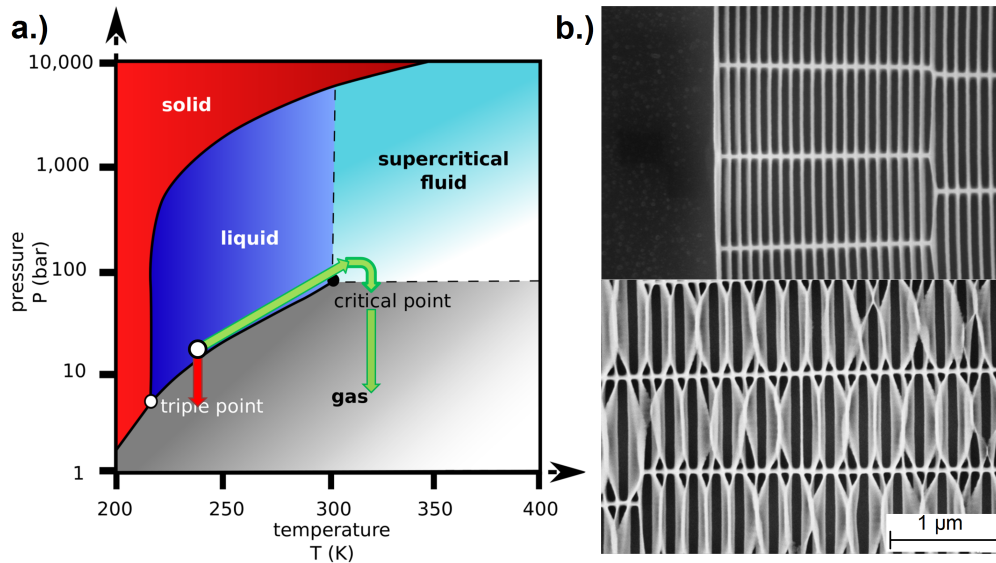 a.)
10,000
1,000
100
10
1
pressure
P (bar)
solid
liquid
supercritical
fluid
critical point
triple point
gas
200
250
300
350
400
temperature
T (K)
b.)
1 µm